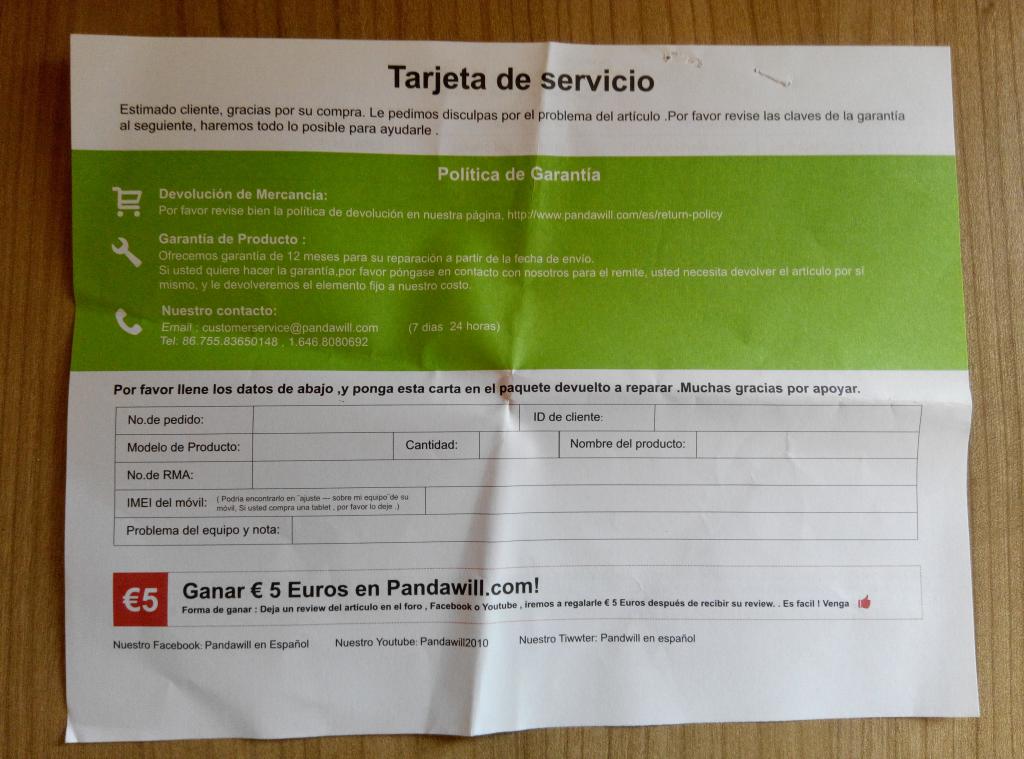 Tarjeta de servicio
Estimado cliente, gracias por su compra. Le pedimos disculpas por el problema del artículo .Por favor revise las claves de la garantía
al seguiente, haremos todo lo posible para ayudarle .
Política de Garantía
Devolución de Mercancia:
Por favor revise bien la política de devolución en nuestra página, http://www.pandawill.com/es/return-policy
Garantía de Producto :
Ofrecemos garantia de 12 meses para su reparación a partir de la fecha de envío.
Si usted quiere hacer la garantía,por favor póngase en contacto con nosotros para el remite, usted necesita devolver el artículo por sí
mismo, y le devolveremos el elemento fijo a nuestro costo.
Nuestro contacto:
Email : customerservice@pandawill.com (7 dias 24 horas)
Tel: 86.755.83650148 , 1.646.8080692
Por favor llene los datos de abajo ,y ponga esta carta en el paquete devuelto a reparar .Muchas gracias por apoyar.
No.de pedido: ID de cliente:
Modelo de Producto: Cantidad: Nombre del producto:
No.de RMA:
IMEI del móvil: ( Podria encontrarlo en ¨ajuste — sobre mi equipo¨de su
móvil, Si usted compra una tablet , por favor lo deje .)
Problema del equipo y nota:
€5 Ganar € 5 Euros en Pandawill.com!
Forma de ganar : Deja un review del artículo en el foro , Facebook o Youtube , iremos a regalarle € 5 Euros después de recibir su review. . Es facil ! Venga
Nuestro Facebook: Pandawill en Español Nuestro Youtube: Pandawill2010 Nuestro Tiwwter: Pandwill en español